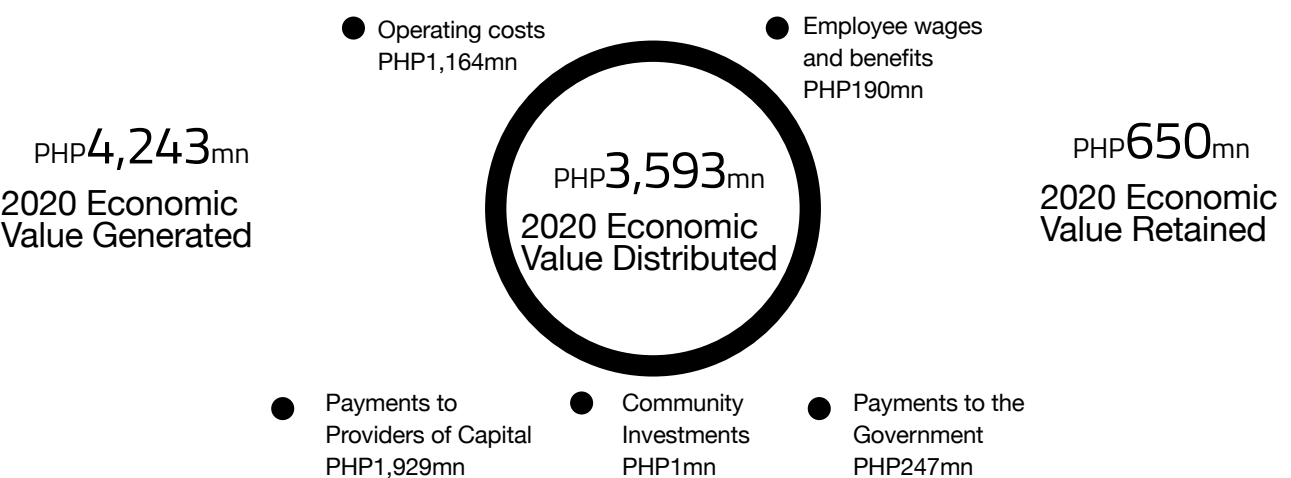 Operating costs
PHP1,164mn
Employee wages
and benefits
PHP190mn
PHP4,243mn
2020 Economic
Value Generated
PHP3,593mn
2020 Economic
Value Distributed
PHP650mn
2020 Economic
Value Retained
Payments to
Providers of Capital
PHP1,929mn
Community
Investments
PHP1mn
Payments to the
Government
PHP247mn